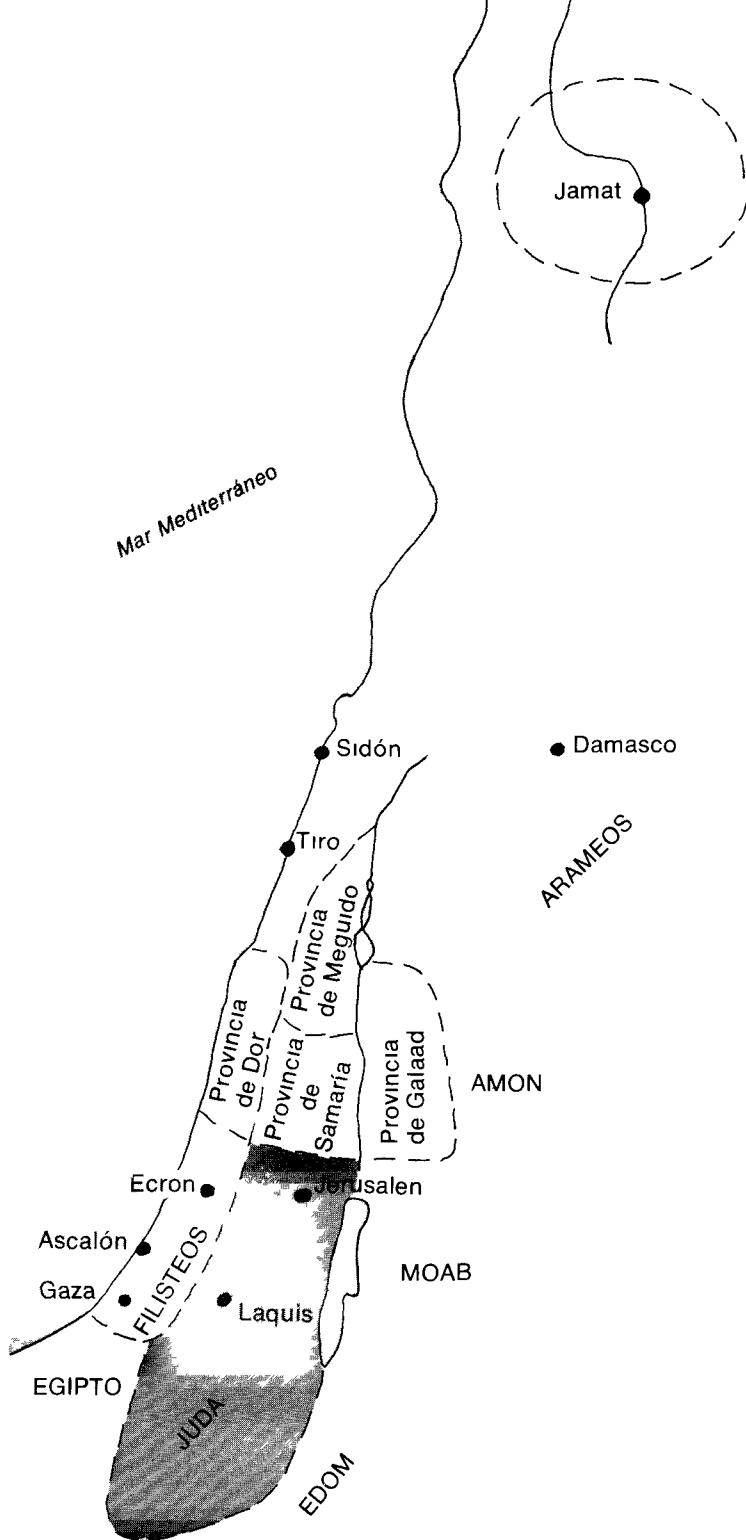 Jamat
Mar Mediterráneo
Sıdón
Damasco
Tiro
ARAMEOS
Provincia
de Meguido
Provincia
de Dor
Provincia
de
Samaría
Provincia
de Galaad
AMON
Ecron
Jerusalen
Ascalón
FILISTEOS
MOAB
Gaza
Laquis
EGIPTO
JUDA
EDOM